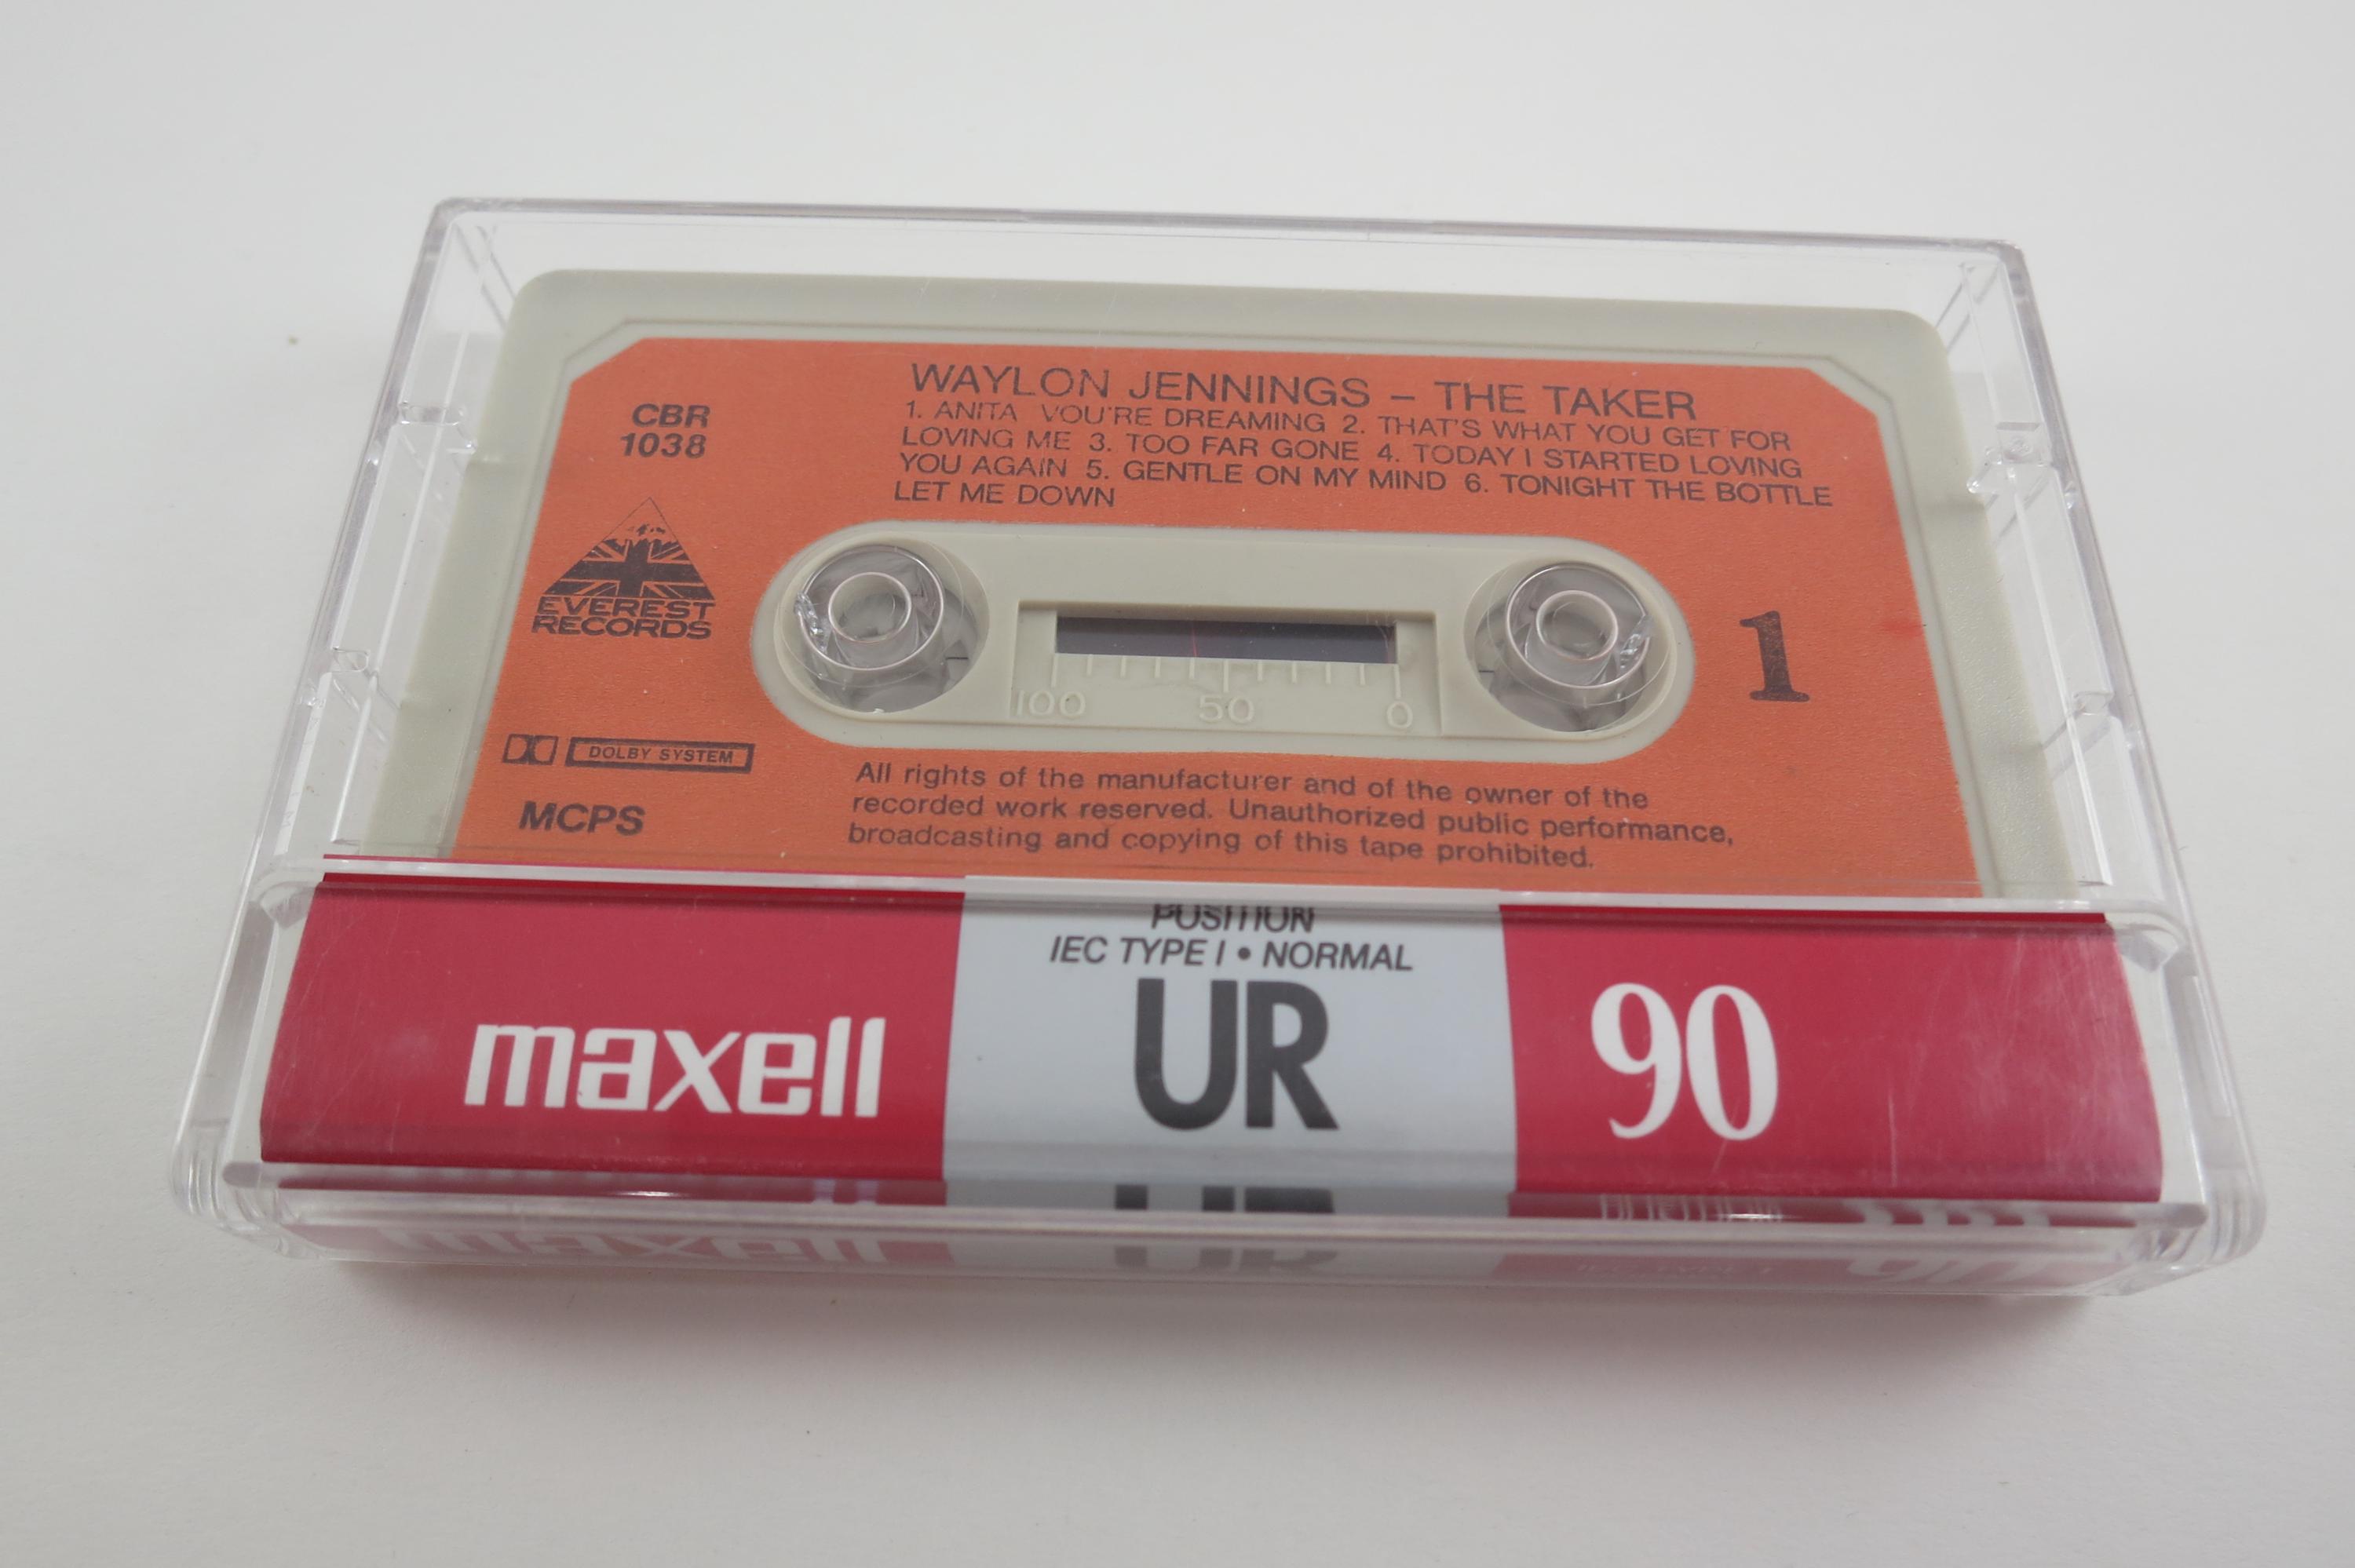 WAYLON JENNINGS – THE TAKER
1. ANITA YOU'RE DREAMING 2. THAT'S WHAT YOU GET FOR
LOVING ME 3. TOO FAR GONE 4. TODAY I STARTED LOVING
YOU AGAIN 5. GENTLE ON MY MIND 6. TONIGHT THE BOTTLE
LET ME DOWN
CBR
1038
EVEREST
RECORDS
100 50 0
1
DOLBY SYSTEM
MCPS
All rights of the manufacturer and of the owner of the
recorded work reserved. Unauthorized public performance,
broadcasting and copying of this tape prohibited.
POSITION
IEC TYPE I • NORMAL
maxell
UR
90
maxell
UR